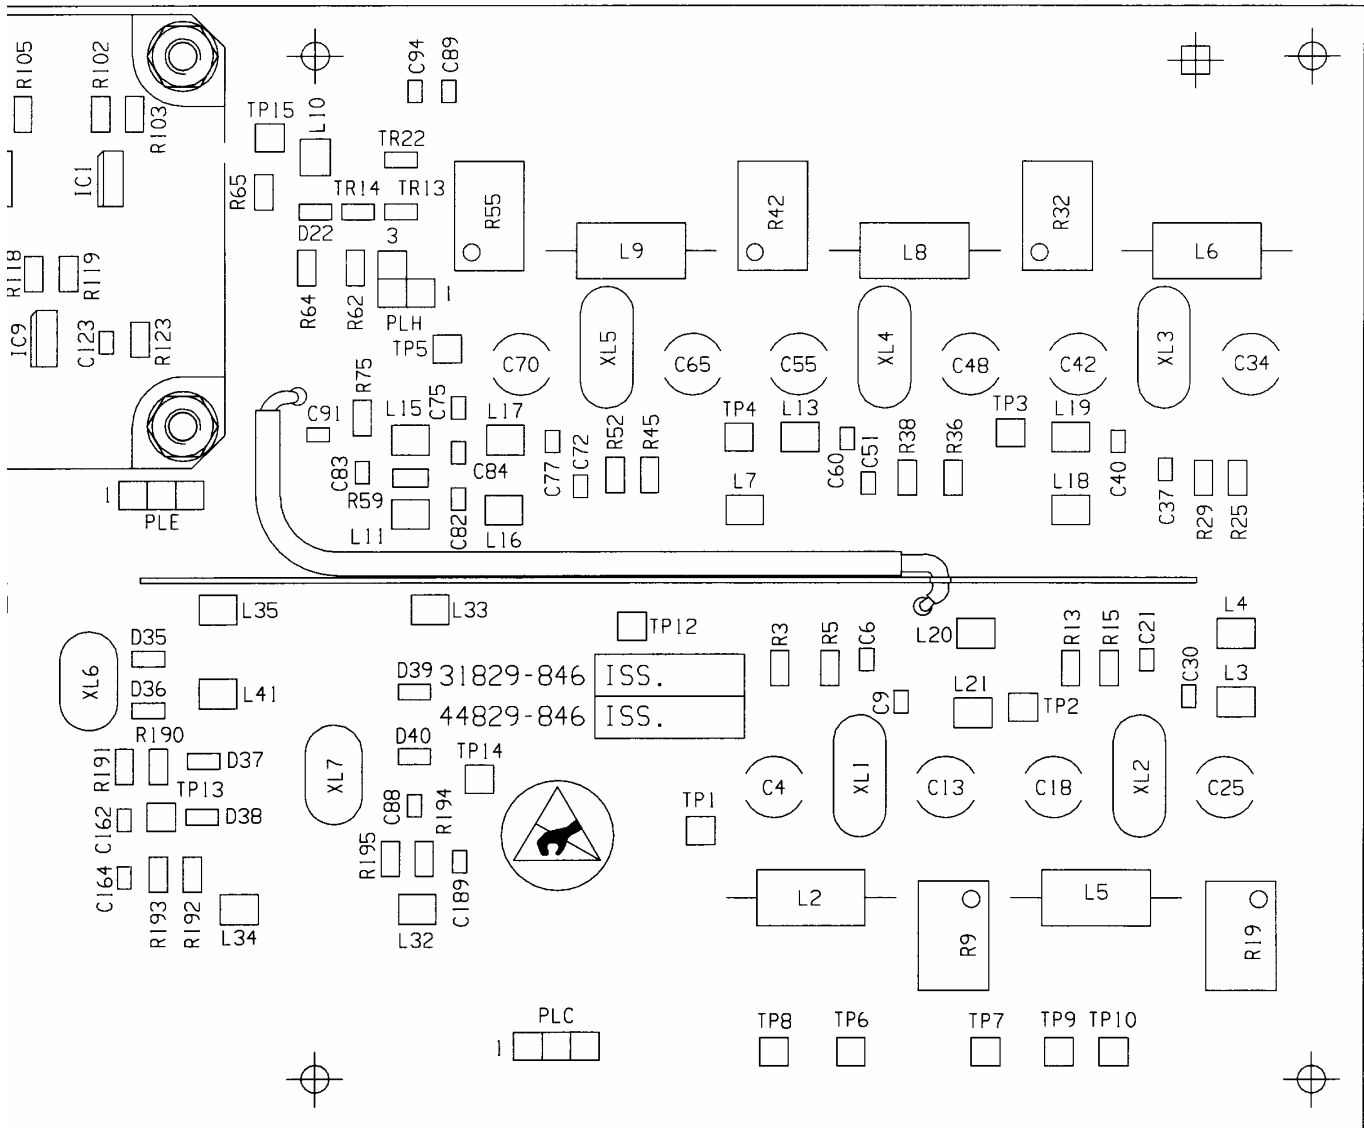 R105
R102
R103
TP15
L10
C94
C89
TR22
IC1
R65
TR14
TR13
D22
R55
R42
R32
3
L9
L8
L6
R118
R119
R64
R62
1
PLH
TP5
IC9
C123
R123
C70
XL5
C65
C55
XL4
C48
C42
XL3
C34
R75
C91
L15
C75
L17
C83
C84
R59
L11
C82
L16
C77
C72
R52
R45
TP4
L13
C60
C51
R38
R36
TP3
L19
L7
L18
C40
C37
R29
R25
1
PLE
L35
L33
TP12
D35
XL6
D36
L41
D39
31829-846 ISS.
44829-846 ISS.
R3
R5
C6
L20
R13
R15
C21
L4
C30
L3
C9
L21
TP2
R190
R191
D37
XL7
D40
TP14
TP13
C162
D38
C88
R194
C164
R193
R192
L34
R195
C189
L32
TP1
C4
XL1
C13
C18
XL2
C25
L2
R9
L5
R19
PLC
1
TP8
TP6
TP7
TP9
TP10